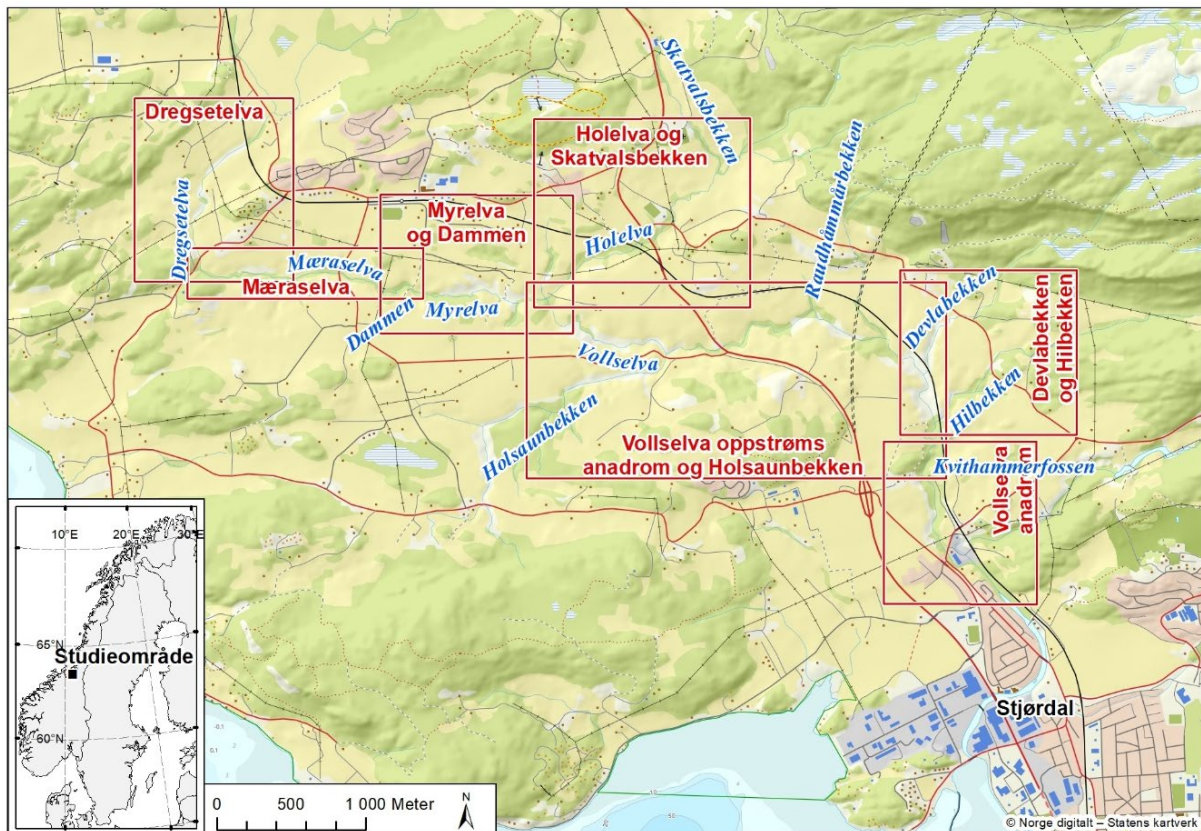 Dregsetelva
Holelva og
Skatvalsbekken
Skatvalsbekken
Raudhåmmårbekken
Myrelva
og Dammen
Dregsetelva
Mæraselva
Mæraselva
Holelva
Myrelva
Dammen
Vollselva
Devlabekken
Devlabekken
og Hilbekken
Hilbekken
Holsaunbekken
Vollselva oppstrøms
anadrom og Holsaunbekken
Kvithammerfossen
Vollselva
anadrom
10°E 20°E 30°E
65°N
Studieområde
60°N
Stjørdal
0 500 1 000 Meter
N
© Norge digitalt – Statens kartverk